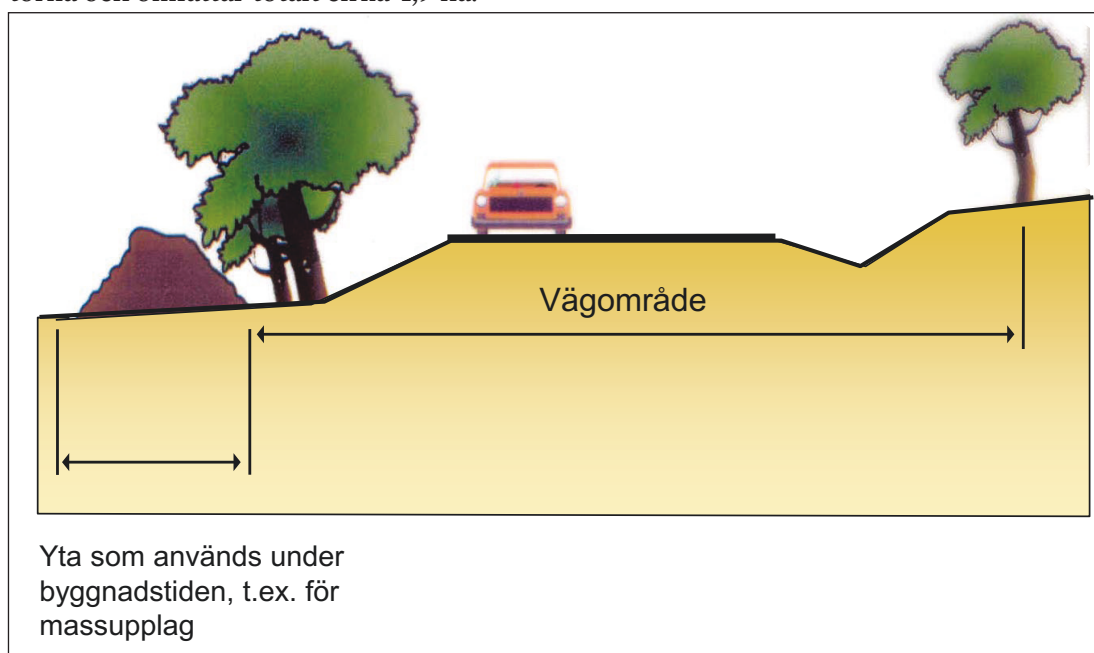 Vägområde
Yta som används under
byggnadstiden, t.ex. för
massupplag